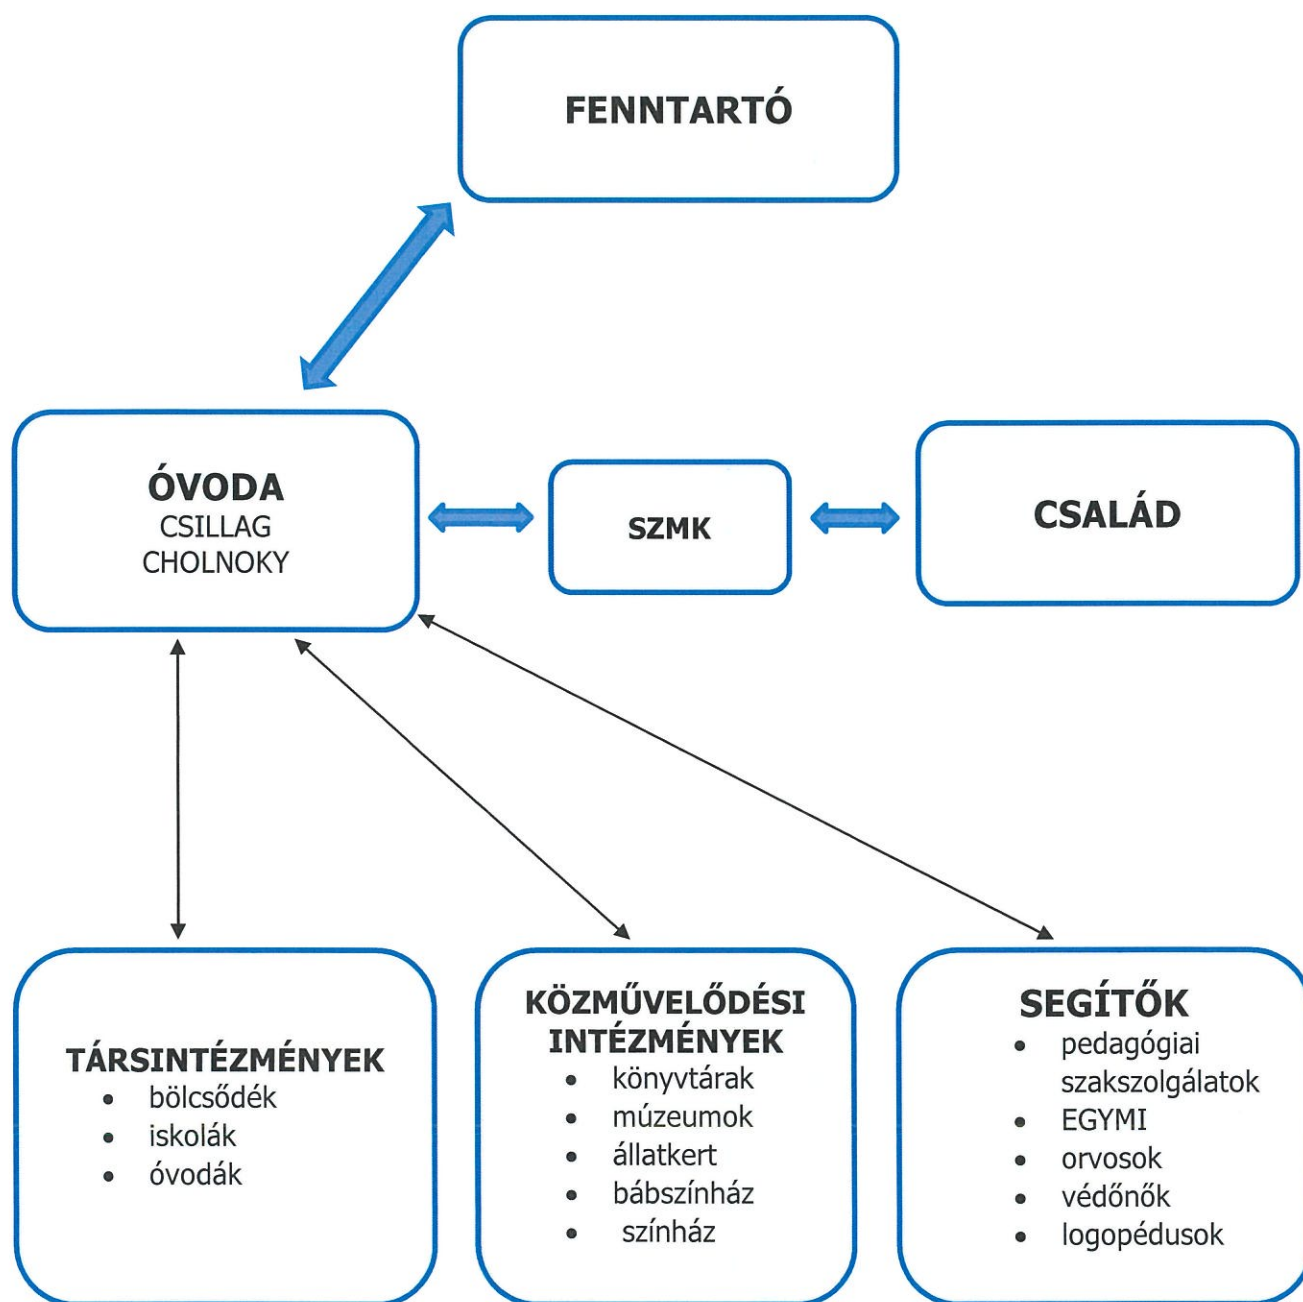 FENNTARTÓ
ÓVODA
CSILLAG
CHOLNOKY
SZMK
CSALÁD
TÁRSINTÉZMÉNYEK
• bölcsődék
• iskolák
• óvodák
KÖZMŰVELŐDÉSI
INTÉZMÉNYEK
• könyvtárak
• múzeumok
• állatkert
• bábszínház
• színház
SEGÍTŐK
• pedagógiai
szakszolgálatok
• EGYMI
• orvosok
• védőnők
• logopédusok